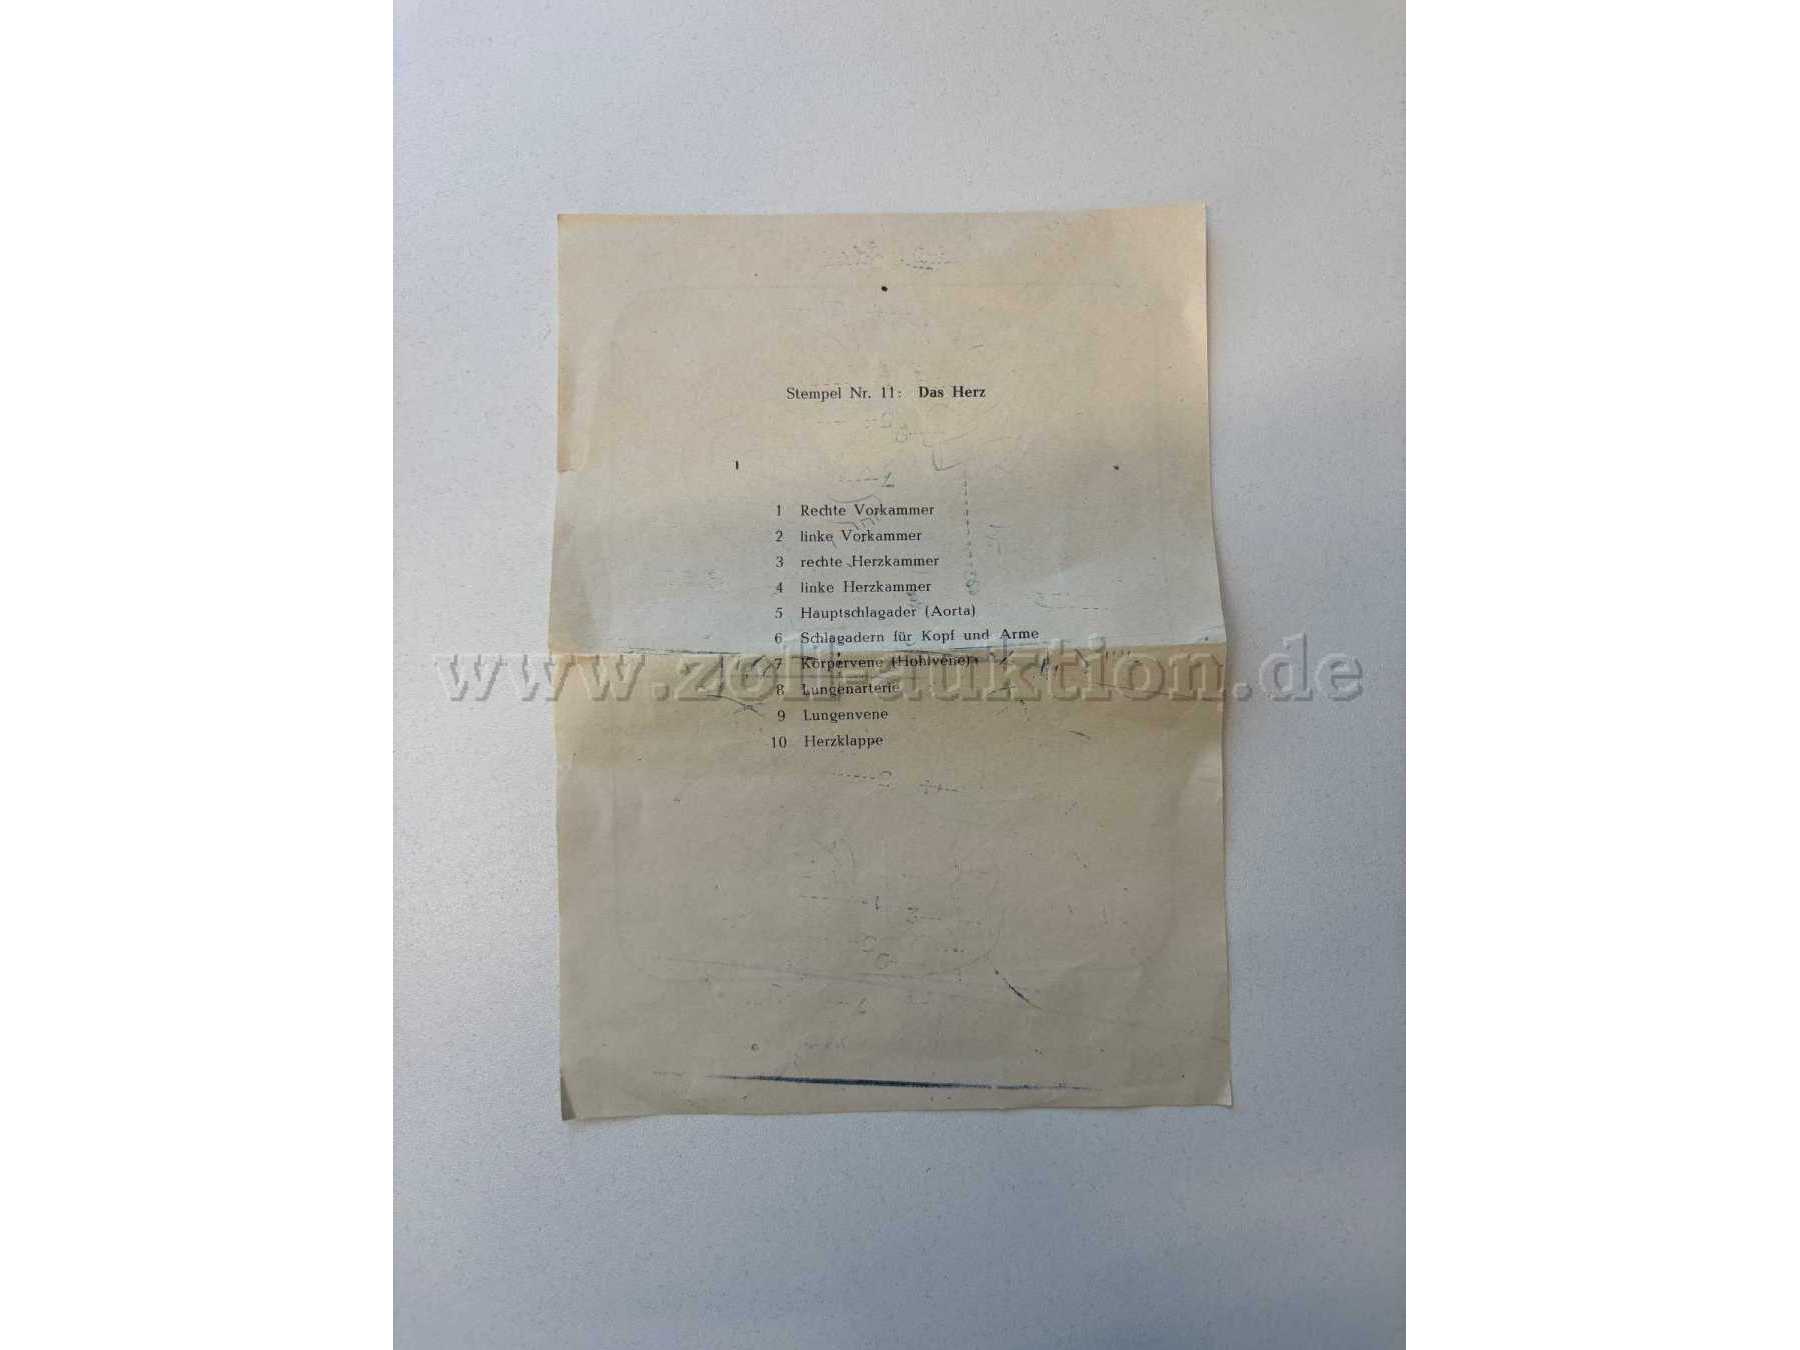 Stempel Nr. 11: Das Herz
1 Rechte Vorkammer
2 linke Vorkammer
3 rechte Herzkammer
4 linke Herzkammer
5 Hauptschlagader (Aorta)
6 Schlagadern für Kopf und Arme
7 Körpervene (Hohlvene)
8 Lungenarterie
9 Lungenvene
10 Herzklappe
www.zoll-auktion.de